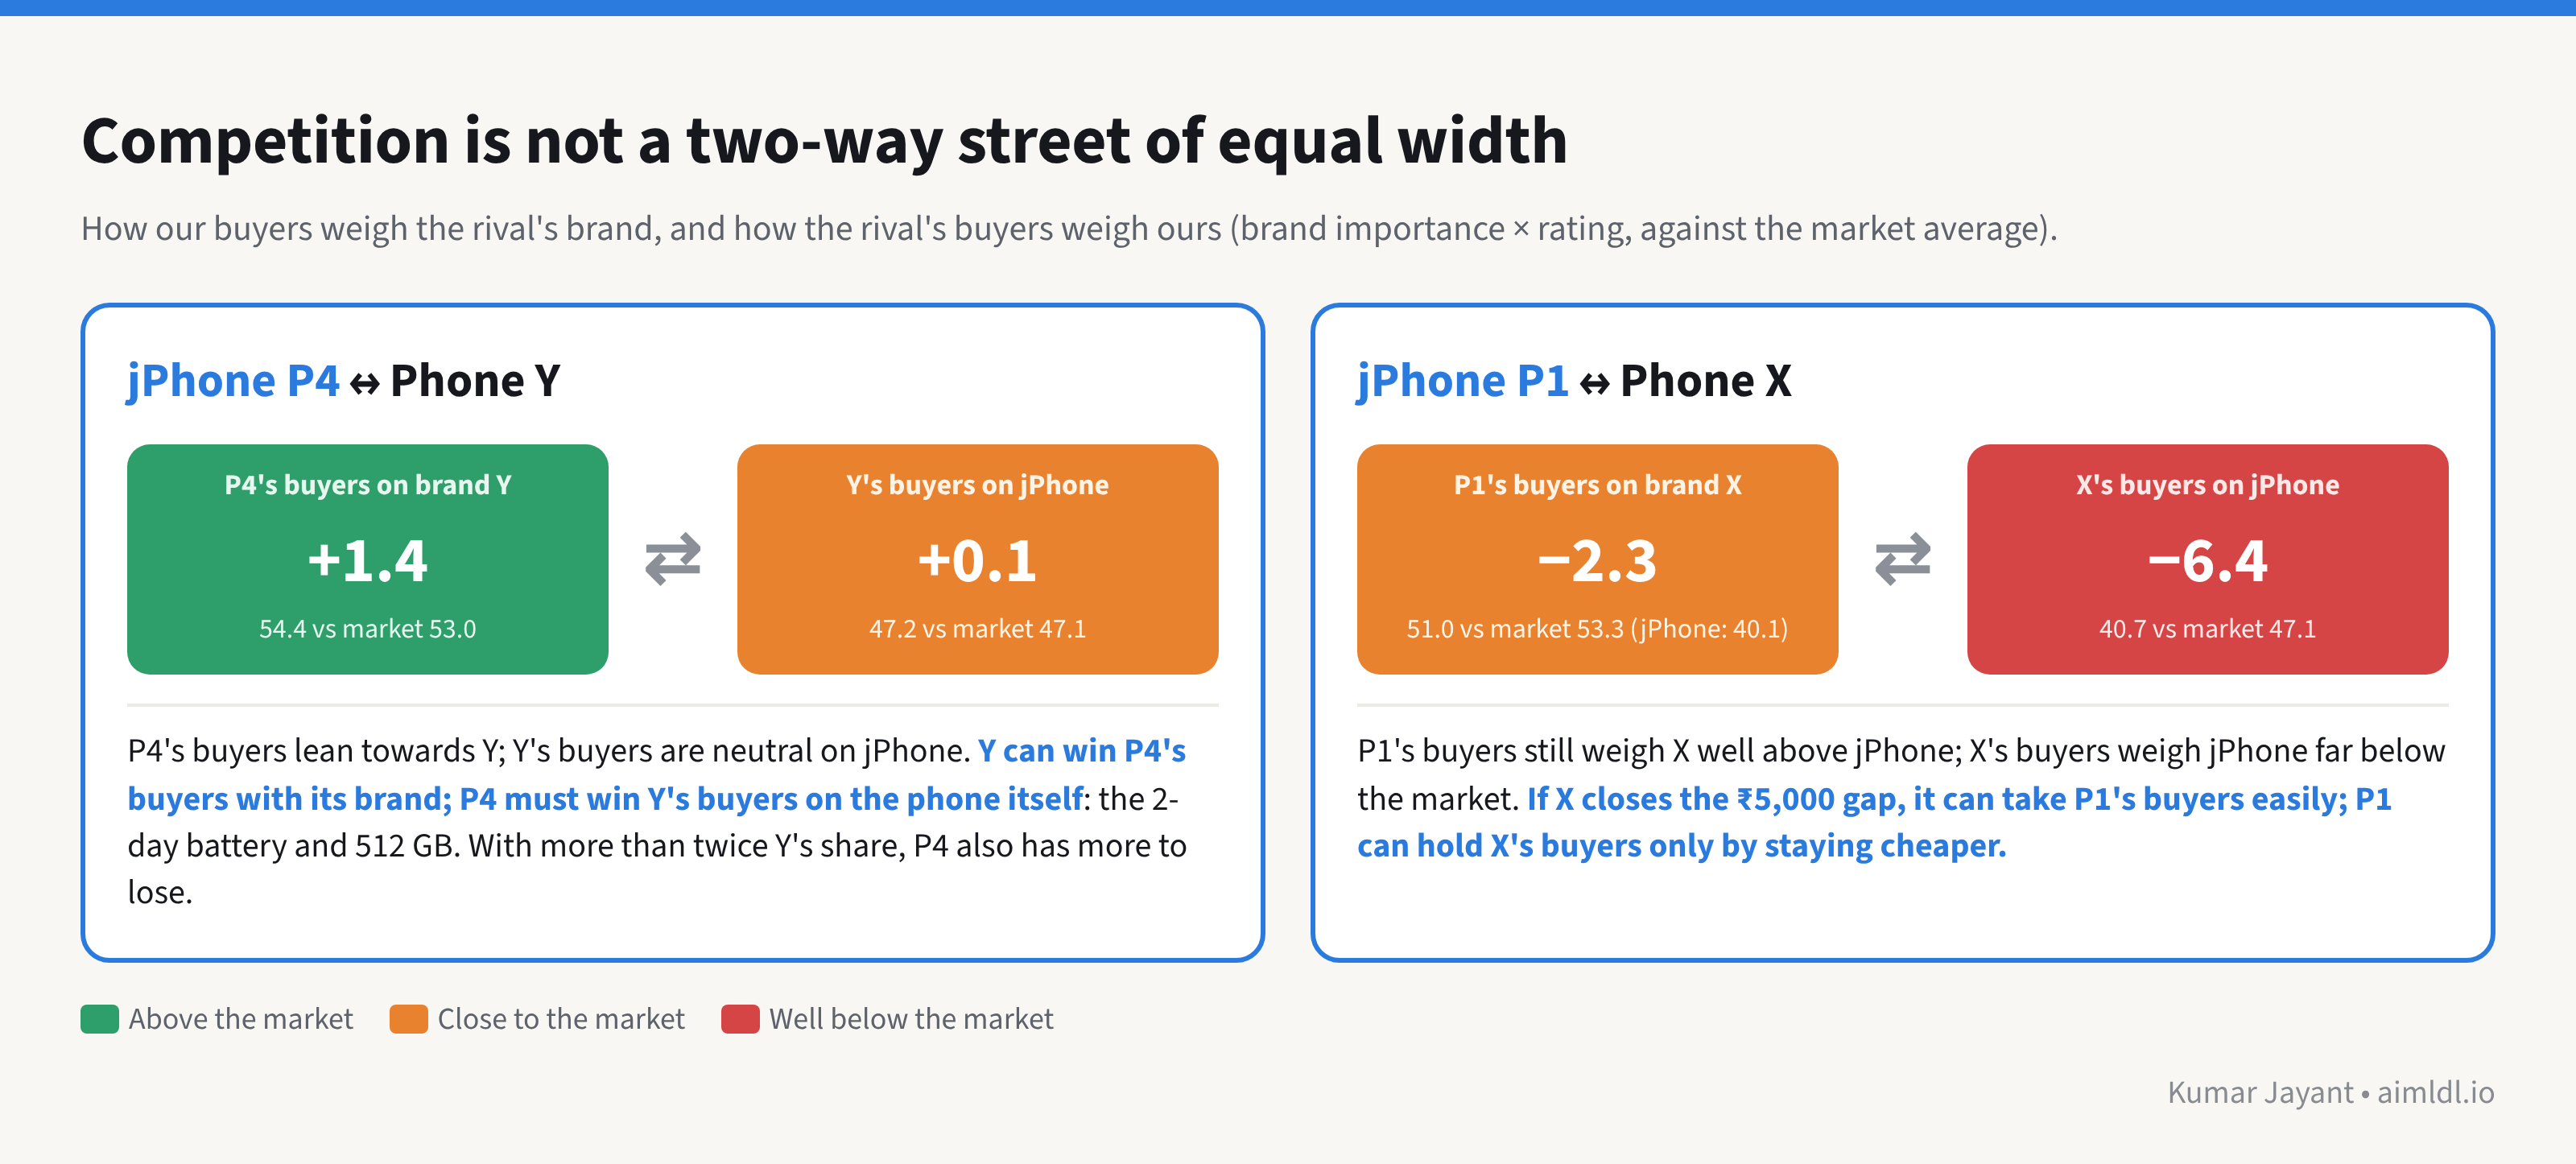 Competition is not a two-way street of equal width
How our buyers weigh the rival's brand, and how the rival's buyers weigh ours (brand importance × rating, against the market average).
jPhone P4 ↔ Phone Y
P4's buyers on brand Y
+1.4
54.4 vs market 53.0
⇄
Y's buyers on jPhone
+0.1
47.2 vs market 47.1
P4's buyers lean towards Y; Y's buyers are neutral on jPhone. Y can win P4's
buyers with its brand; P4 must win Y's buyers on the phone itself: the 2-
day battery and 512 GB. With more than twice Y's share, P4 also has more to
lose.
jPhone P1 ↔ Phone X
P1's buyers on brand X
−2.3
51.0 vs market 53.3 (jPhone: 40.1)
⇄
X's buyers on jPhone
−6.4
40.7 vs market 47.1
P1's buyers still weigh X well above jPhone; X's buyers weigh jPhone far below
the market. If X closes the ₹5,000 gap, it can take P1's buyers easily; P1
can hold X's buyers only by staying cheaper.
Above the market
Close to the market
Well below the market
Kumar Jayant • aimldl.io